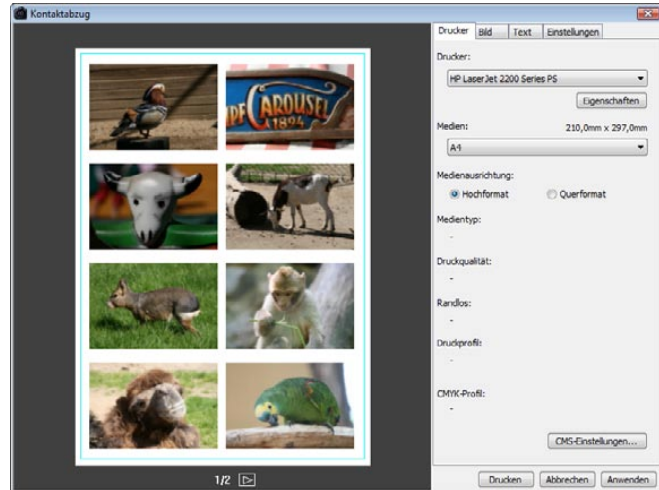 Kontaktabzug
Drucker Bild Text Einstellungen
Drucker:
HP LaserJet 2200 Series PS
Eigenschaften
Medien: 210,0mm x 297,0mm
A4
Medienausrichtung:
Hochformat Querformat
Medientyp:
-
Druckqualität:
-
Randlos:
-
Druckprofil:
-
CMYK-Profil:
-
CMS-Einstellungen...
CAROUSEL
1894
1/2
Drucken Abbrechen Anwenden